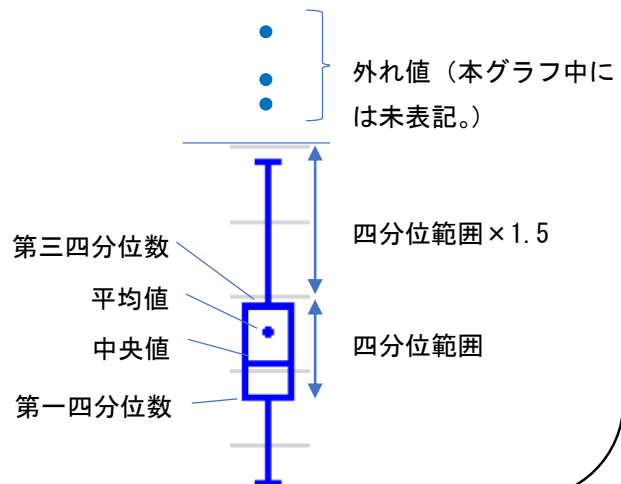 外れ値（本グラフ中に
は未表記。）
四分位範囲×1.5
第三四分位数
平均値
中央値
四分位範囲
第一四分位数